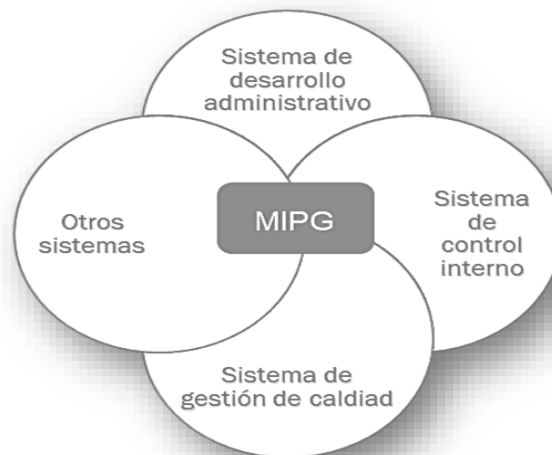 Sistema de
desarrollo
administrativo
Otros
sistemas
MIPG
Sistema
de
control
interno
Sistema de
gestión de caldiad